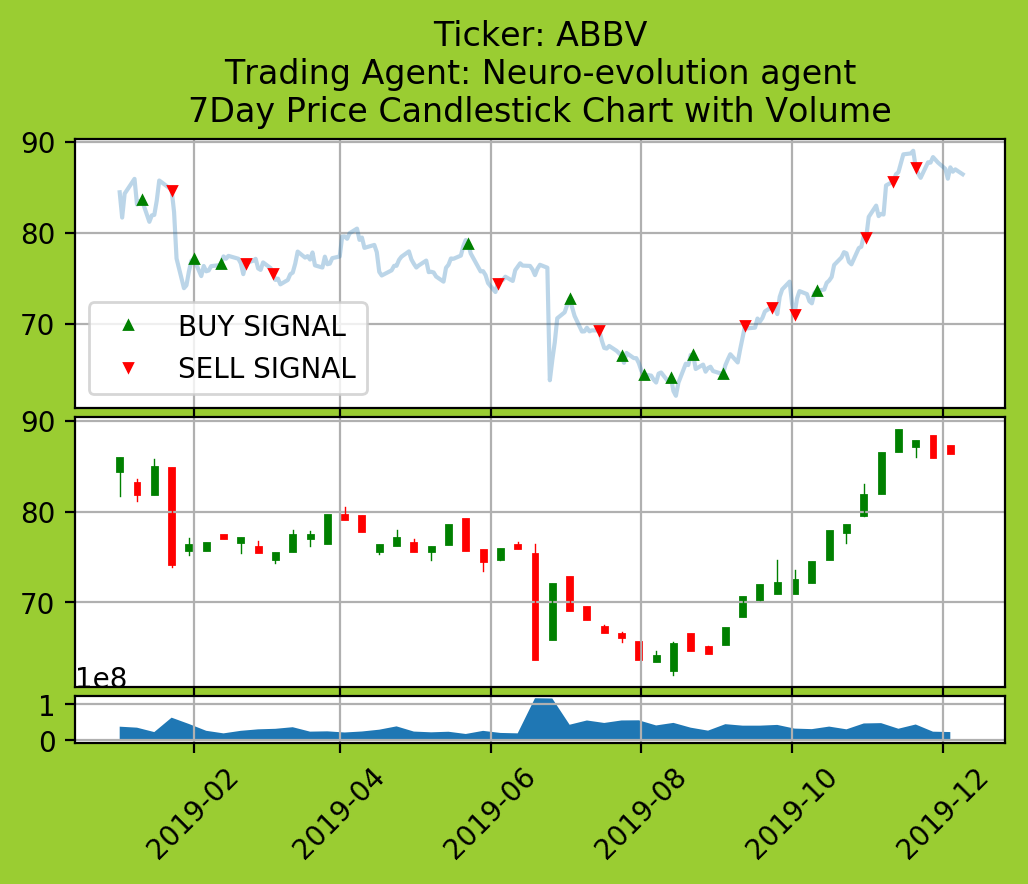 Ticker: ABBV
Trading Agent: Neuro-evolution agent
7Day Price Candlestick Chart with Volume
90
80
70
BUY SIGNAL
SELL SIGNAL
90
80
70
1e8
1
0
2019-02
2019-04
2019-06
2019-08
2019-10
2019-12